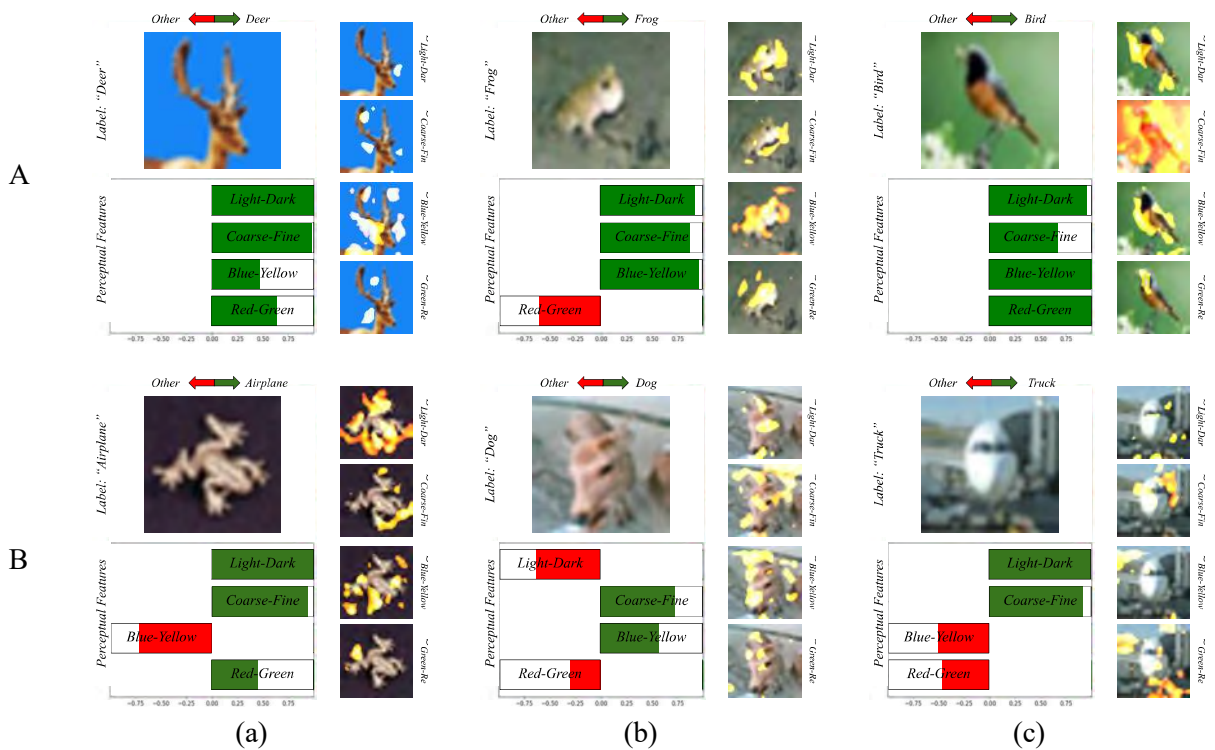 Other Deer
Label: "Deer"
Light-Dar
Coarse-Fin
Blue-Yellow
Green-Re
Perceptual Features
Light-Dark
Coarse-Fine
Blue-Yellow
Red-Green
−0.75 −0.50 −0.25 0.00 0.25 0.50 0.75
Other Frog
Label: "Frog"
Light-Dar
Coarse-Fin
Blue-Yellow
Green-Re
Perceptual Features
Light-Dark
Coarse-Fine
Blue-Yellow
Red-Green
−0.75 −0.50 −0.25 0.00 0.25 0.50 0.75
Other Bird
Label: "Bird"
Light-Dar
Coarse-Fin
Blue-Yellow
Green-Re
Perceptual Features
Light-Dark
Coarse-Fine
Blue-Yellow
Red-Green
−0.75 −0.50 −0.25 0.00 0.25 0.50 0.75
A
Other Airplane
Label: "Airplane"
Light-Dar
Coarse-Fin
Blue-Yellow
Green-Re
Perceptual Features
Light-Dark
Coarse-Fine
Blue-Yellow
Red-Green
−0.75 −0.50 −0.25 0.00 0.25 0.50 0.75
Other Dog
Label: "Dog"
Light-Dar
Coarse-Fin
Blue-Yellow
Green-Re
Perceptual Features
Light-Dark
Coarse-Fine
Blue-Yellow
Red-Green
−0.75 −0.50 −0.25 0.00 0.25 0.50 0.75
Other Truck
Label: "Truck"
Light-Dar
Coarse-Fin
Blue-Yellow
Green-Re
Perceptual Features
Light-Dark
Coarse-Fine
Blue-Yellow
Red-Green
−0.75 −0.50 −0.25 0.00 0.25 0.50 0.75
B
(a) (b) (c)